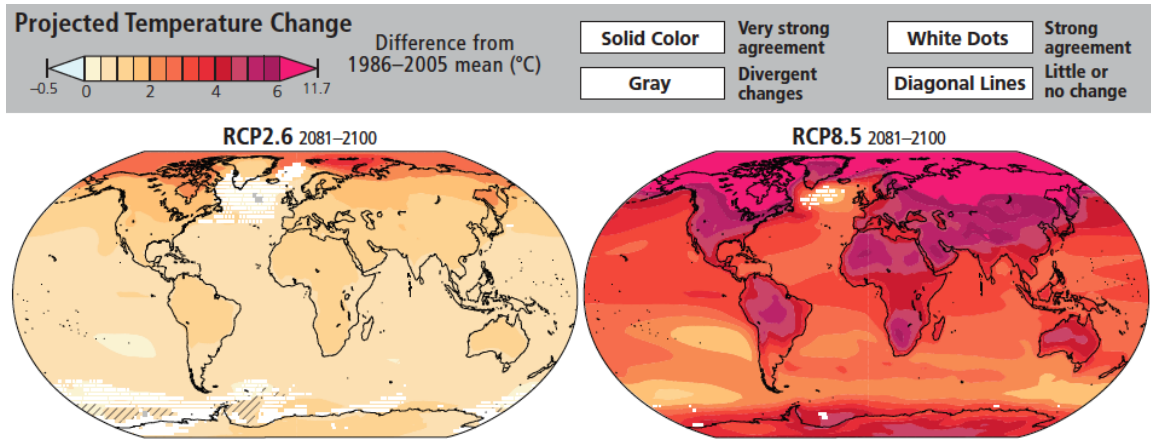 Projected Temperature Change
−0.5 0 2 4 6 11.7
Difference from
1986–2005 mean (°C)
Solid Color
Very strong
agreement
White Dots
Strong
agreement
Gray
Divergent
changes
Diagonal Lines
Little or
no change
RCP2.6 2081–2100
RCP8.5 2081–2100